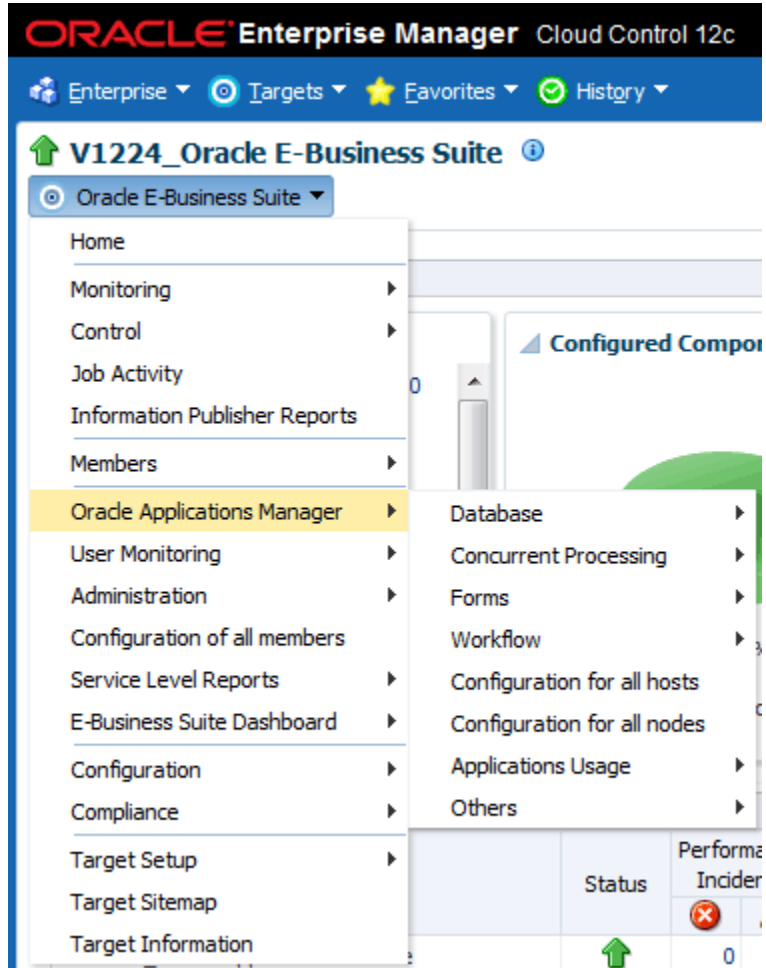 ORACLE Enterprise Manager Cloud Control 12c
Enterprise Targets Favorites History
V1224_Oracle E-Business Suite
Oracle E-Business Suite
Home
Monitoring
Control
Job Activity
0
Information Publisher Reports
Members
Oracle Applications Manager
User Monitoring
Administration
Configuration of all members
Service Level Reports
E-Business Suite Dashboard
Configuration
Compliance
Target Setup
Target Sitemap
Target Information
Configured Compo
Database
Concurrent Processing
Forms
Workflow
Configuration for all hosts
Configuration for all nodes
Applications Usage
Others
Status
Performa
Incider
0